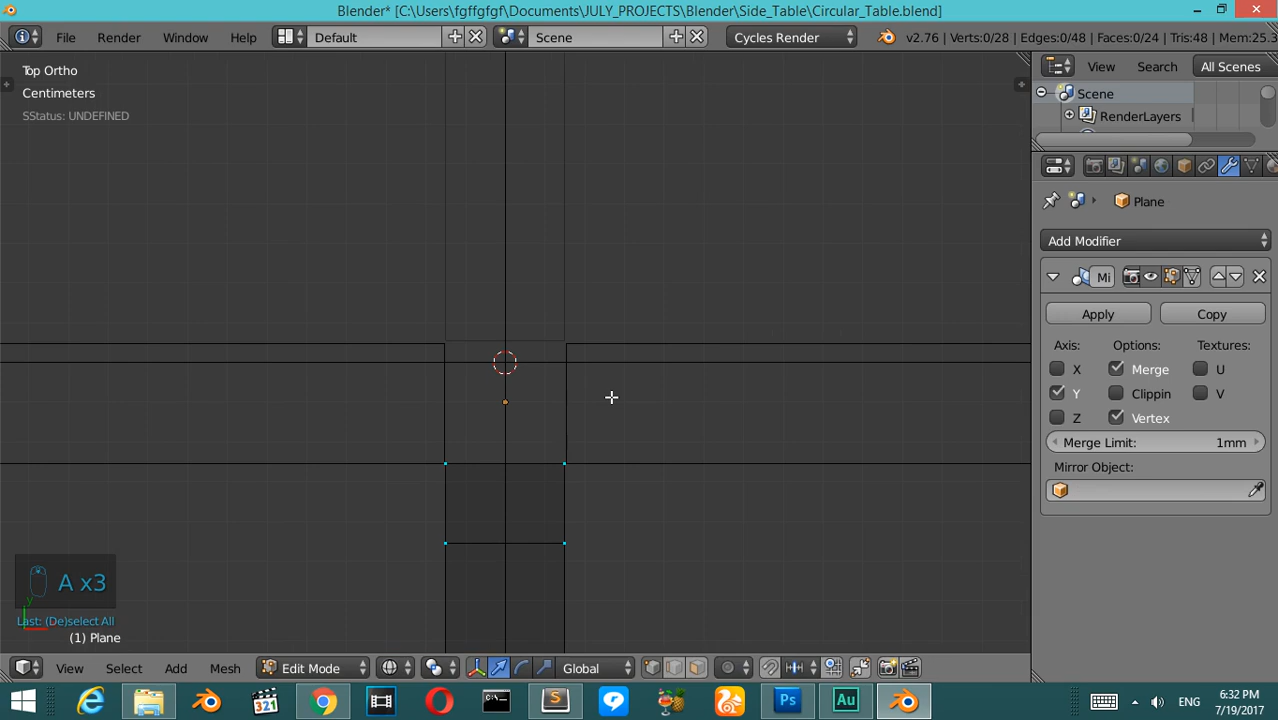 Blender* [C:\Users\fgffgfgf\Documents\JULY_PROJECTS\Blender\Side_Table\Circular_Table.blend]
File Render Window Help Default Scene Cycles Render v2.76 | Verts:0/28 | Edges:0/48 | Faces:0/24 | Tris:48 | Mem:25.3
Top Ortho
Centimeters
SStatus: UNDEFINED
View Search All Scenes
Scene
RenderLayers
Plane
Add Modifier
Mi
Apply Copy
Axis: Options: Textures:
X Merge U
Y Clippin V
Z Vertex
Merge Limit: 1mm
Mirror Object:
A x3
y
Last: (De)select All
(1) Plane
View Select Add Mesh Edit Mode Global
321 S Ps Au ENG 6:32 PM
7/19/2017